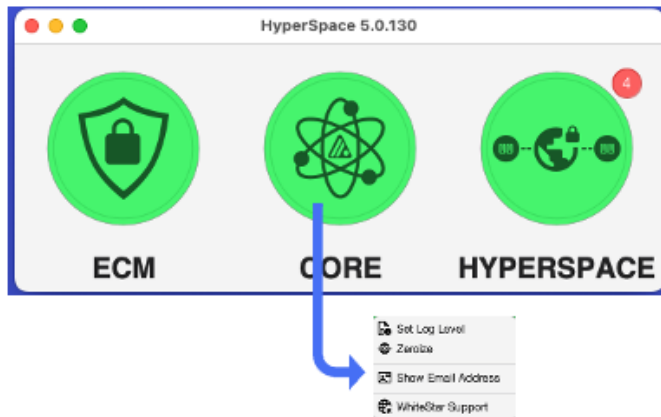 HyperSpace 5.0.130
4
ECM
CORE
HYPERSPACE
Set Log Level
Zeroize
Show Email Address
WhiteStar Support